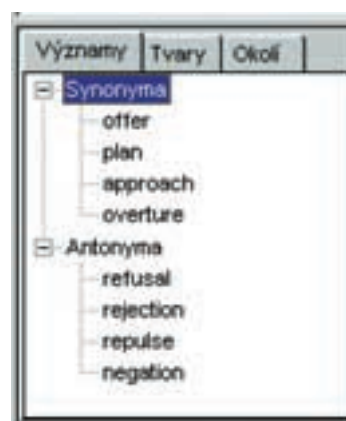 Významy Tvary Okolí
Synonyma
offer
plan
approach
overture
Antonyma
refusal
rejection
repulse
negation